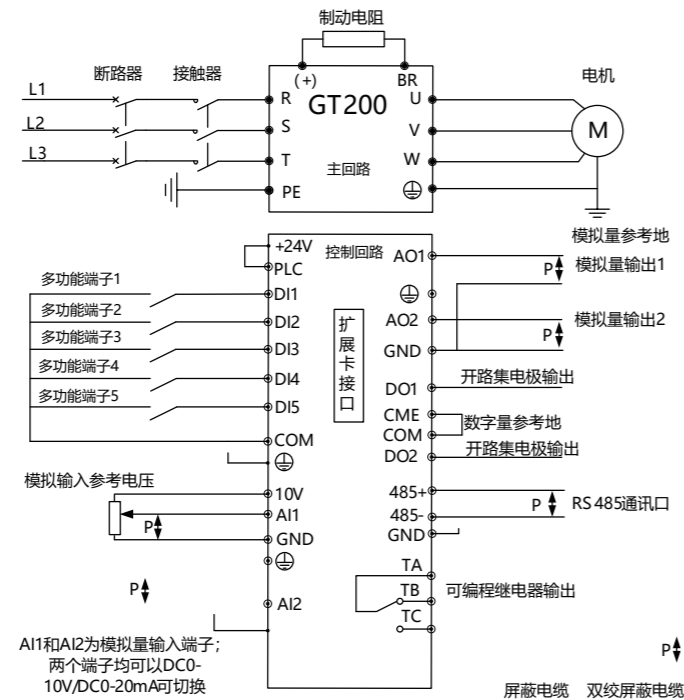 制动电阻
断路器 接触器
(+) BR
电机
L1
R GT200 U
L2
S V M
L3
T 主回路 W
PE
模拟量参考地
+24V 控制回路 AO1
P 模拟量输出1
PLC
多功能端子1
DI1
多功能端子2
DI2 AO2 模拟量输出2
多功能端子3
P
DI3 GND
多功能端子4
DI4 DO1 开路集电极输出
多功能端子5
DI5 CME
数字量参考地
COM COM
DO2 开路集电极输出
扩展卡接口
模拟输入参考电压
10V 485+
P RS 485通讯口
AI1 485-
P
GND GND
TA
P
TB 可编程继电器输出
AI2
TC
AI1和AI2为模拟量输入端子；
两个端子均可以DC0-
10V/DC0-20mA可切换
P
屏蔽电缆 双绞屏蔽电缆